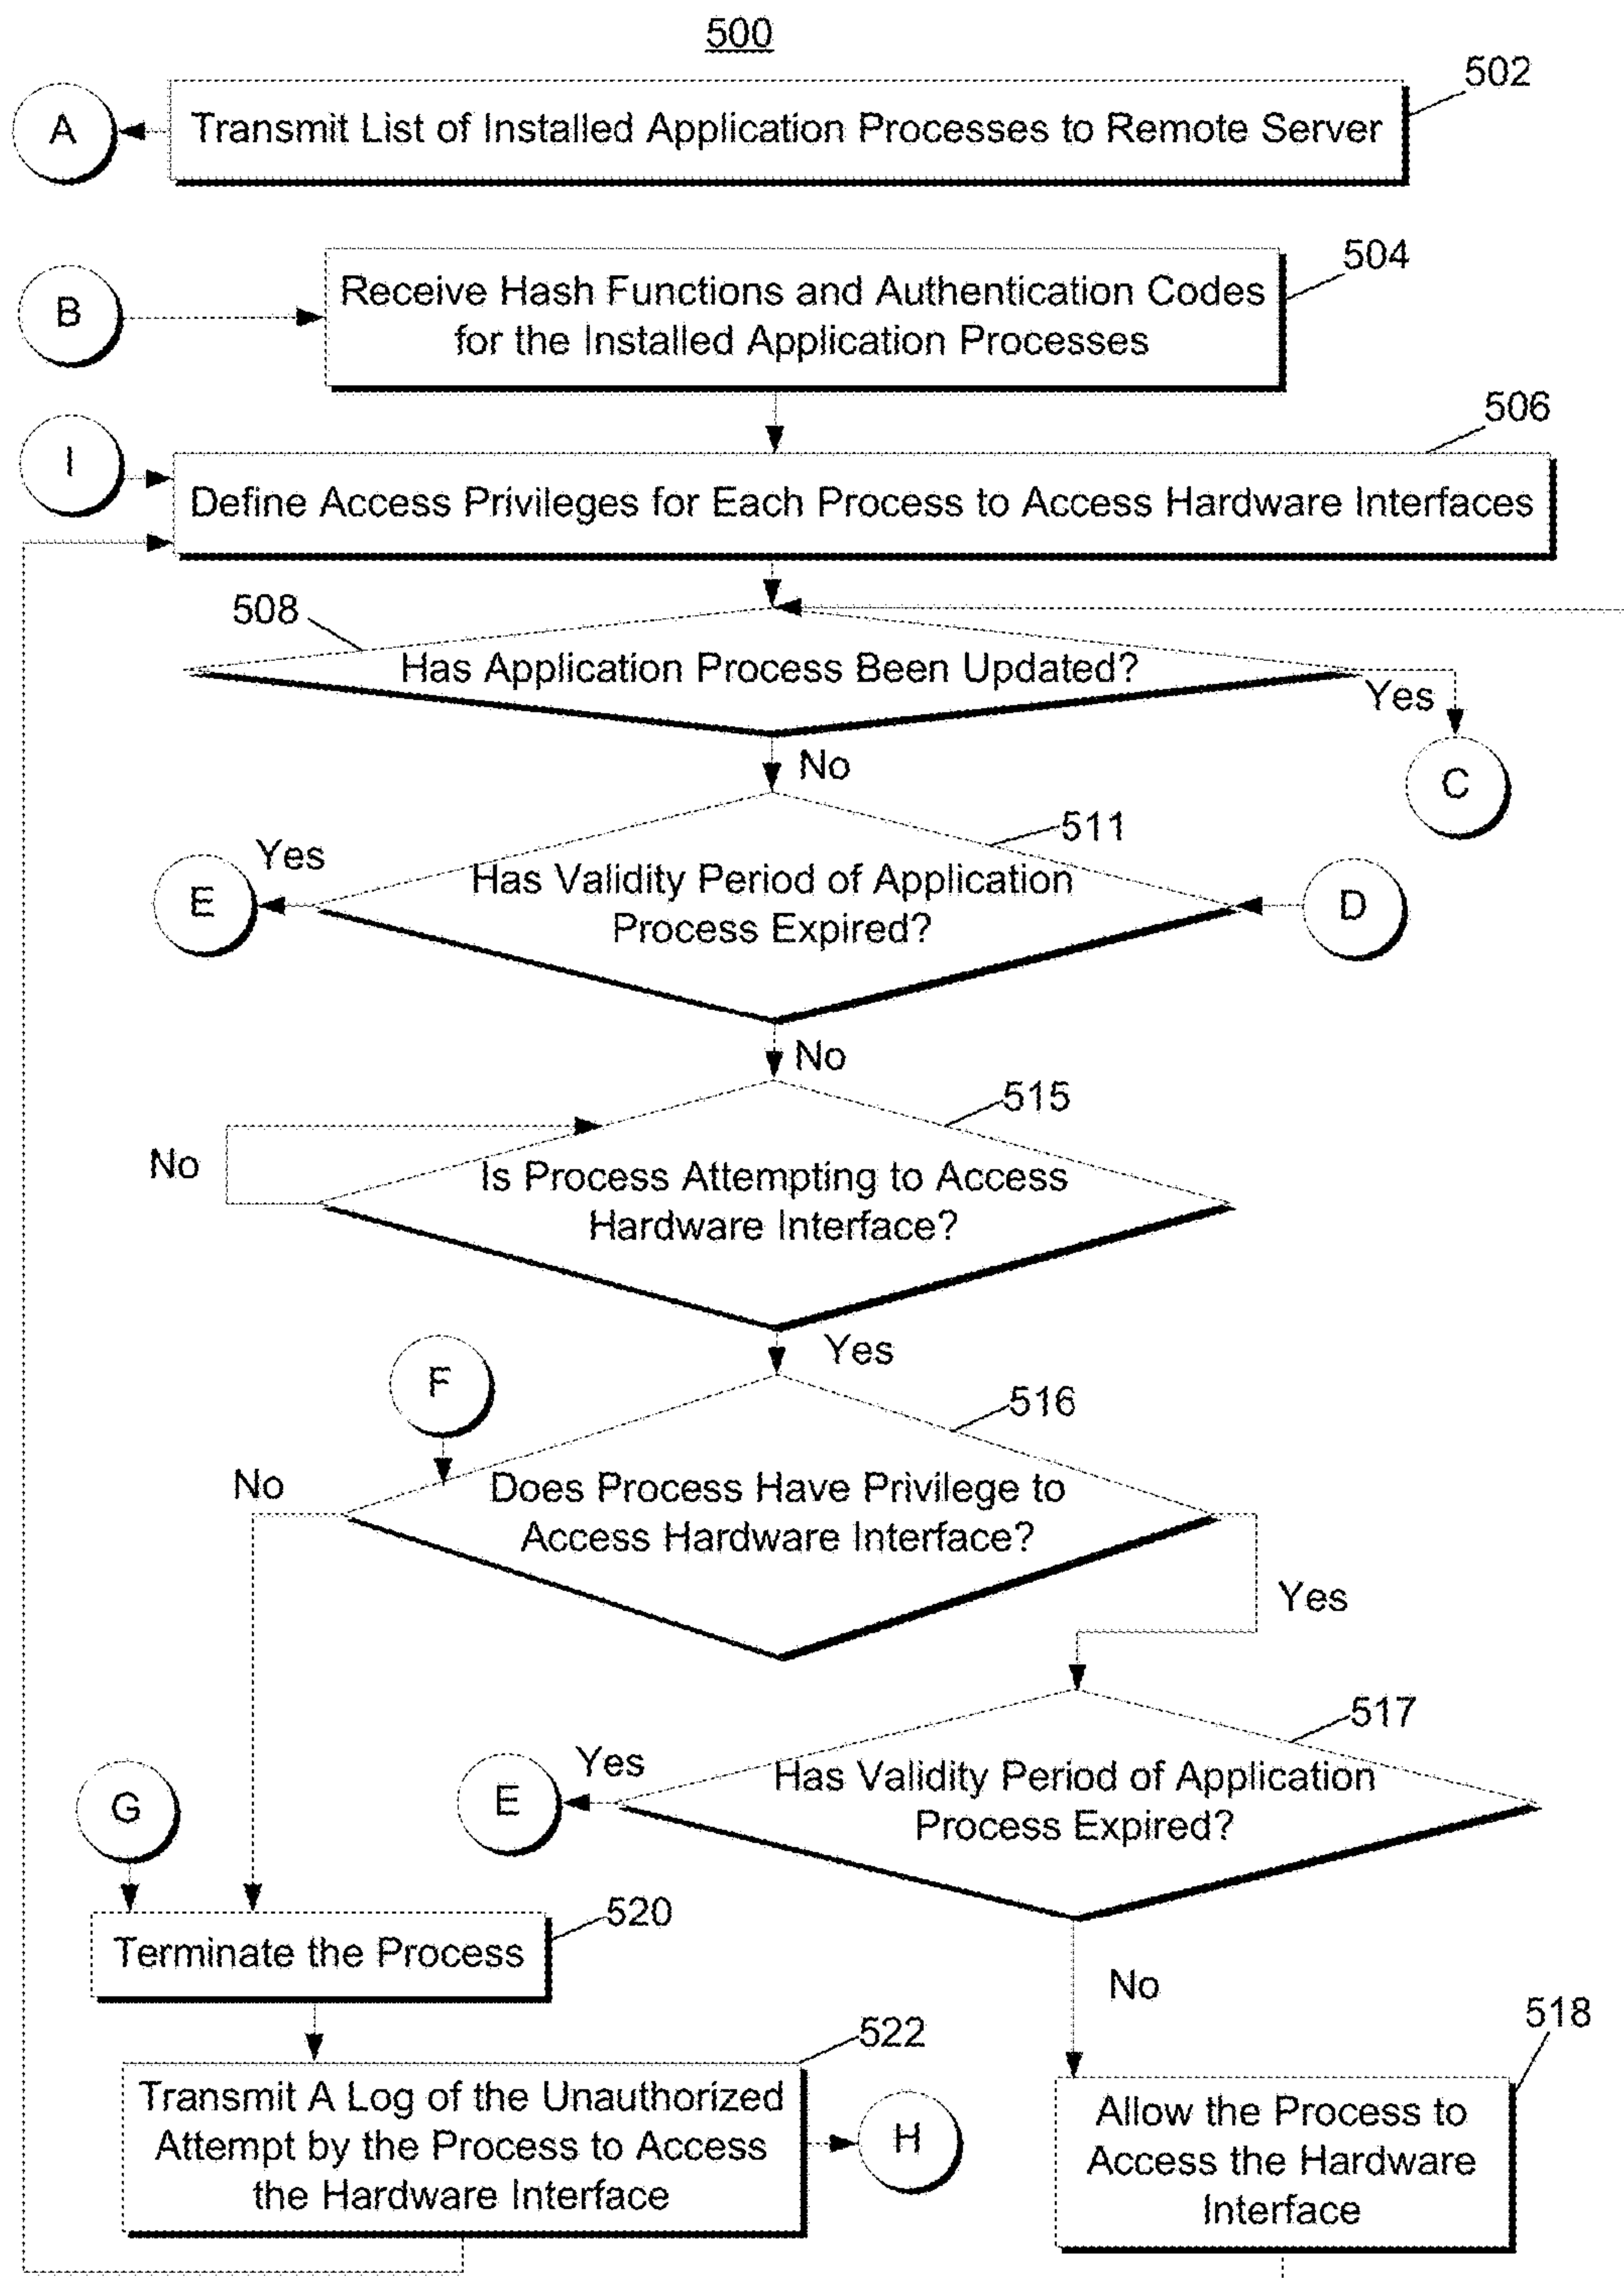 500
502
A
Transmit List of Installed Application Processes to Remote Server
504
B
Receive Hash Functions and Authentication Codes
for the Installed Application Processes
506
I
Define Access Privileges for Each Process to Access Hardware Interfaces
508
Has Application Process Been Updated?
Yes
No
C
511
Yes
E
Has Validity Period of Application
Process Expired?
D
No
515
No
Is Process Attempting to Access
Hardware Interface?
Yes
F
516
No
Does Process Have Privilege to
Access Hardware Interface?
Yes
517
Yes
E
Has Validity Period of Application
Process Expired?
G
520
Terminate the Process
No
518
522
Transmit A Log of the Unauthorized
Attempt by the Process to Access
the Hardware Interface
H
Allow the Process to
Access the Hardware
Interface